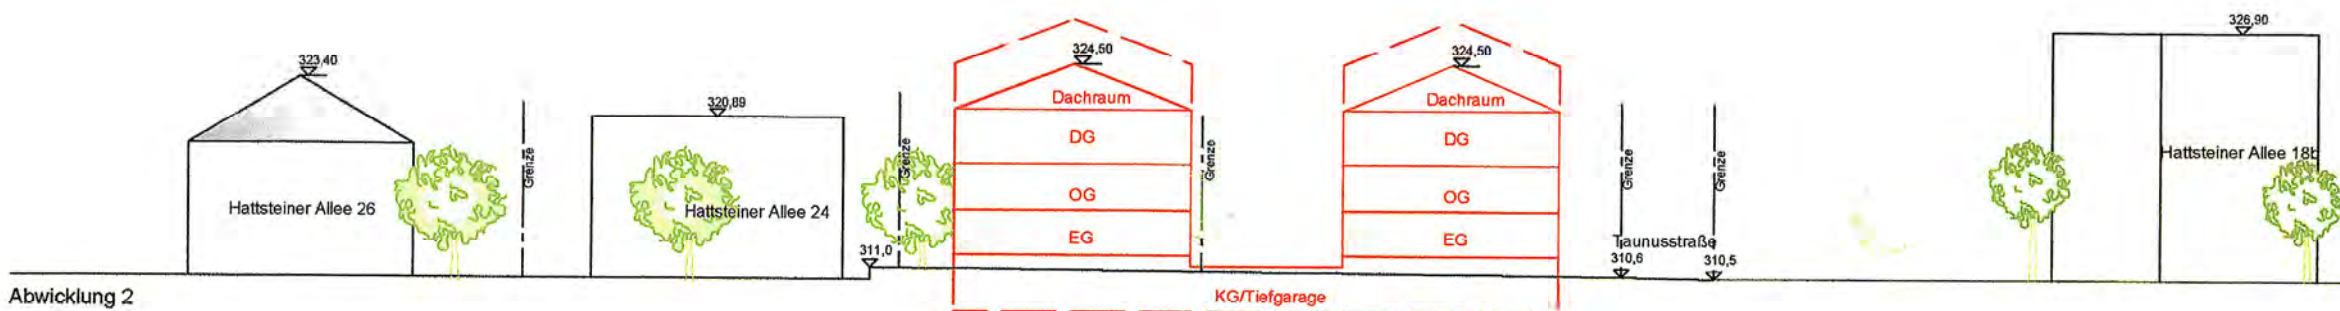 323,40
Hattsteiner Allee 26
Grenze
320,89
Hattsteiner Allee 24
311,0
Grenze
324,50
Dachraum
DG
OG
EG
Grenze
324,50
Dachraum
DG
OG
EG
KG/Tiefgarage
Grenze
Taunusstraße
310,6
Grenze
310,5
326,90
Hattsteiner Allee 18b
Abwicklung 2